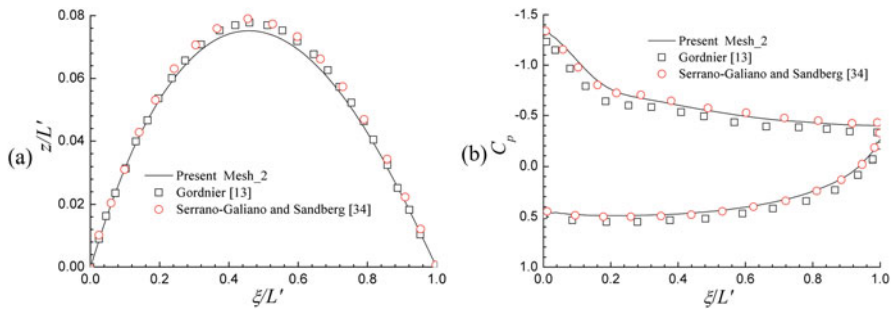 (a)
z/L'
0.08
0.06
0.04
0.02
0.00
Present Mesh_2
Gordnier [13]
Serrano-Galiano and Sandberg [34]
0.0 0.2 0.4 0.6 0.8 1.0
ξ/L'
(b)
C_p
-1.5
-1.0
-0.5
0.0
0.5
1.0
Present Mesh_2
Gordnier [13]
Serrano-Galiano and Sandberg [34]
0.0 0.2 0.4 0.6 0.8 1.0
ξ/L'